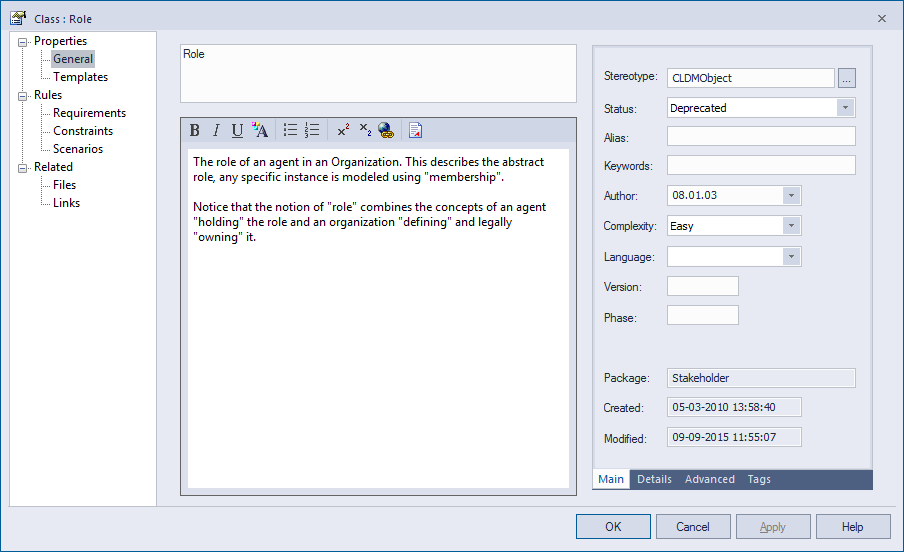 Class : Role
Properties
General
Templates
Rules
Requirements
Constraints
Scenarios
Related
Files
Links
Role
B I U A x² x₂
The role of an agent in an Organization. This describes the abstract
role, any specific instance is modeled using "membership".
Notice that the notion of "role" combines the concepts of an agent
"holding" the role and an organization "defining" and legally
"owning" it.
Stereotype: CLDMObject ...
Status: Deprecated
Alias:
Keywords:
Author: 08.01.03
Complexity: Easy
Language:
Version:
Phase:
Package: Stakeholder
Created: 05-03-2010 13:58:40
Modified: 09-09-2015 11:55:07
Main Details Advanced Tags
OK Cancel Apply Help